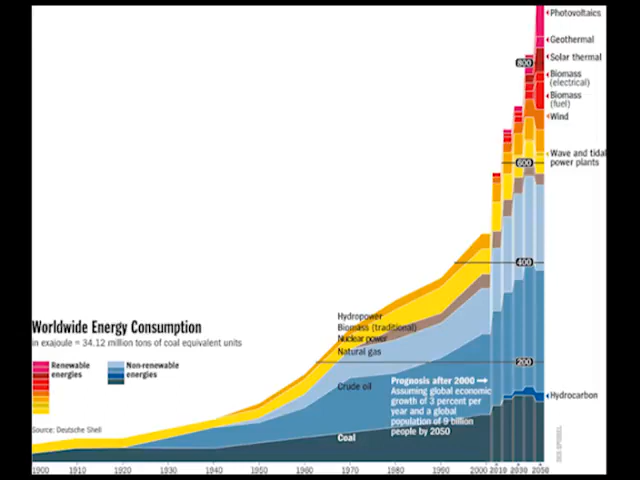 Photovoltaics
Geothermal
Solar thermal
Biomass
(electrical)
Biomass
(fuel)
Wind
Wave and tidal
power plants
800
600
400
200
Hydropower
Biomass (traditional)
Nuclear power
Natural gas
Crude oil
Coal
Hydrocarbon
Prognosis after 2000
Assuming global economic
growth of 3 percent per
year and a global
population of 9 billion
people by 2050
Worldwide Energy Consumption
in exajoule = 34.12 million tons of coal equivalent units
Renewable
energies
Non-renewable
energies
Source: Deutsche Shell
DER SPIEGEL
1900 1910 1920 1930 1940 1950 1960 1970 1980 1990 2000 2010 2030 2050